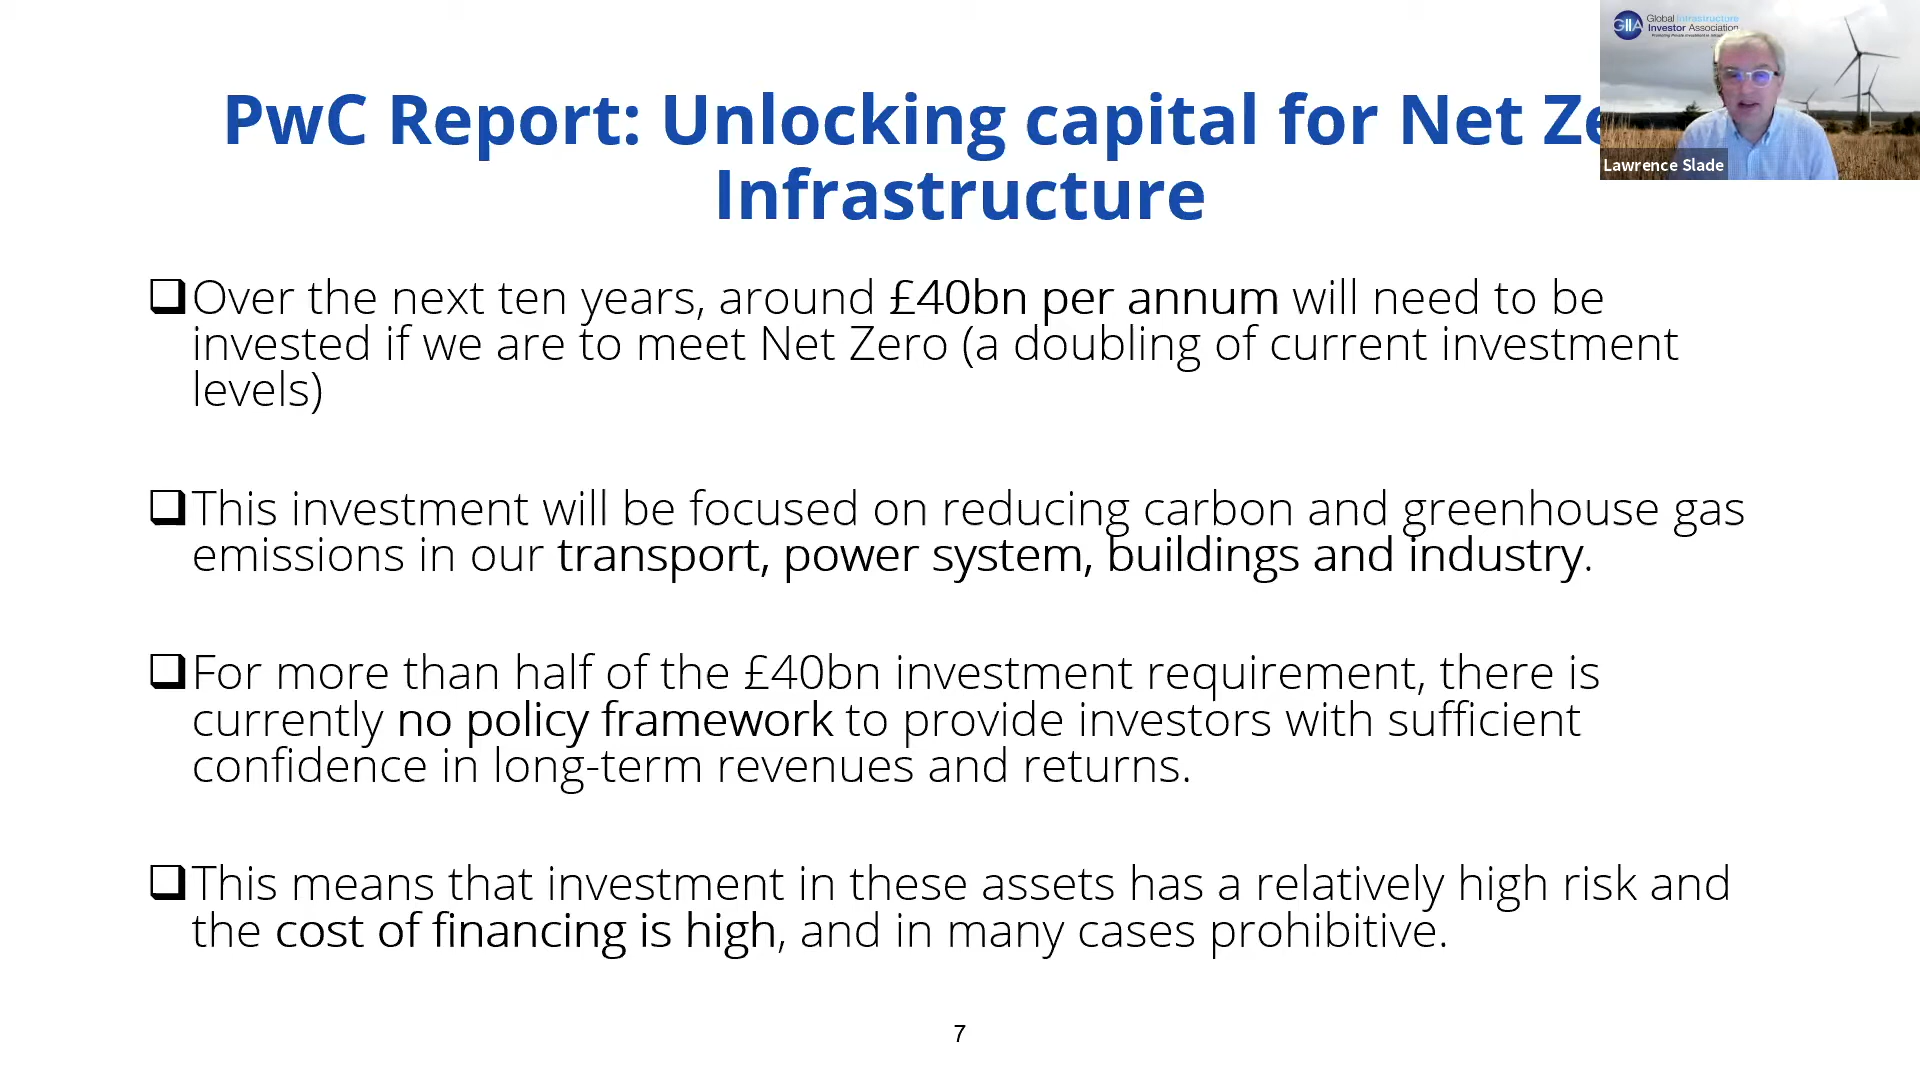 Global Infrastructure
Investor Association
GIIA
PwC Report: Unlocking capital for Net Ze
Infrastructure
Lawrence Slade
❑Over the next ten years, around £40bn per annum will need to be
invested if we are to meet Net Zero (a doubling of current investment
levels)
❑This investment will be focused on reducing carbon and greenhouse gas
emissions in our transport, power system, buildings and industry.
❑For more than half of the £40bn investment requirement, there is
currently no policy framework to provide investors with sufficient
confidence in long-term revenues and returns.
❑This means that investment in these assets has a relatively high risk and
the cost of financing is high, and in many cases prohibitive.
7